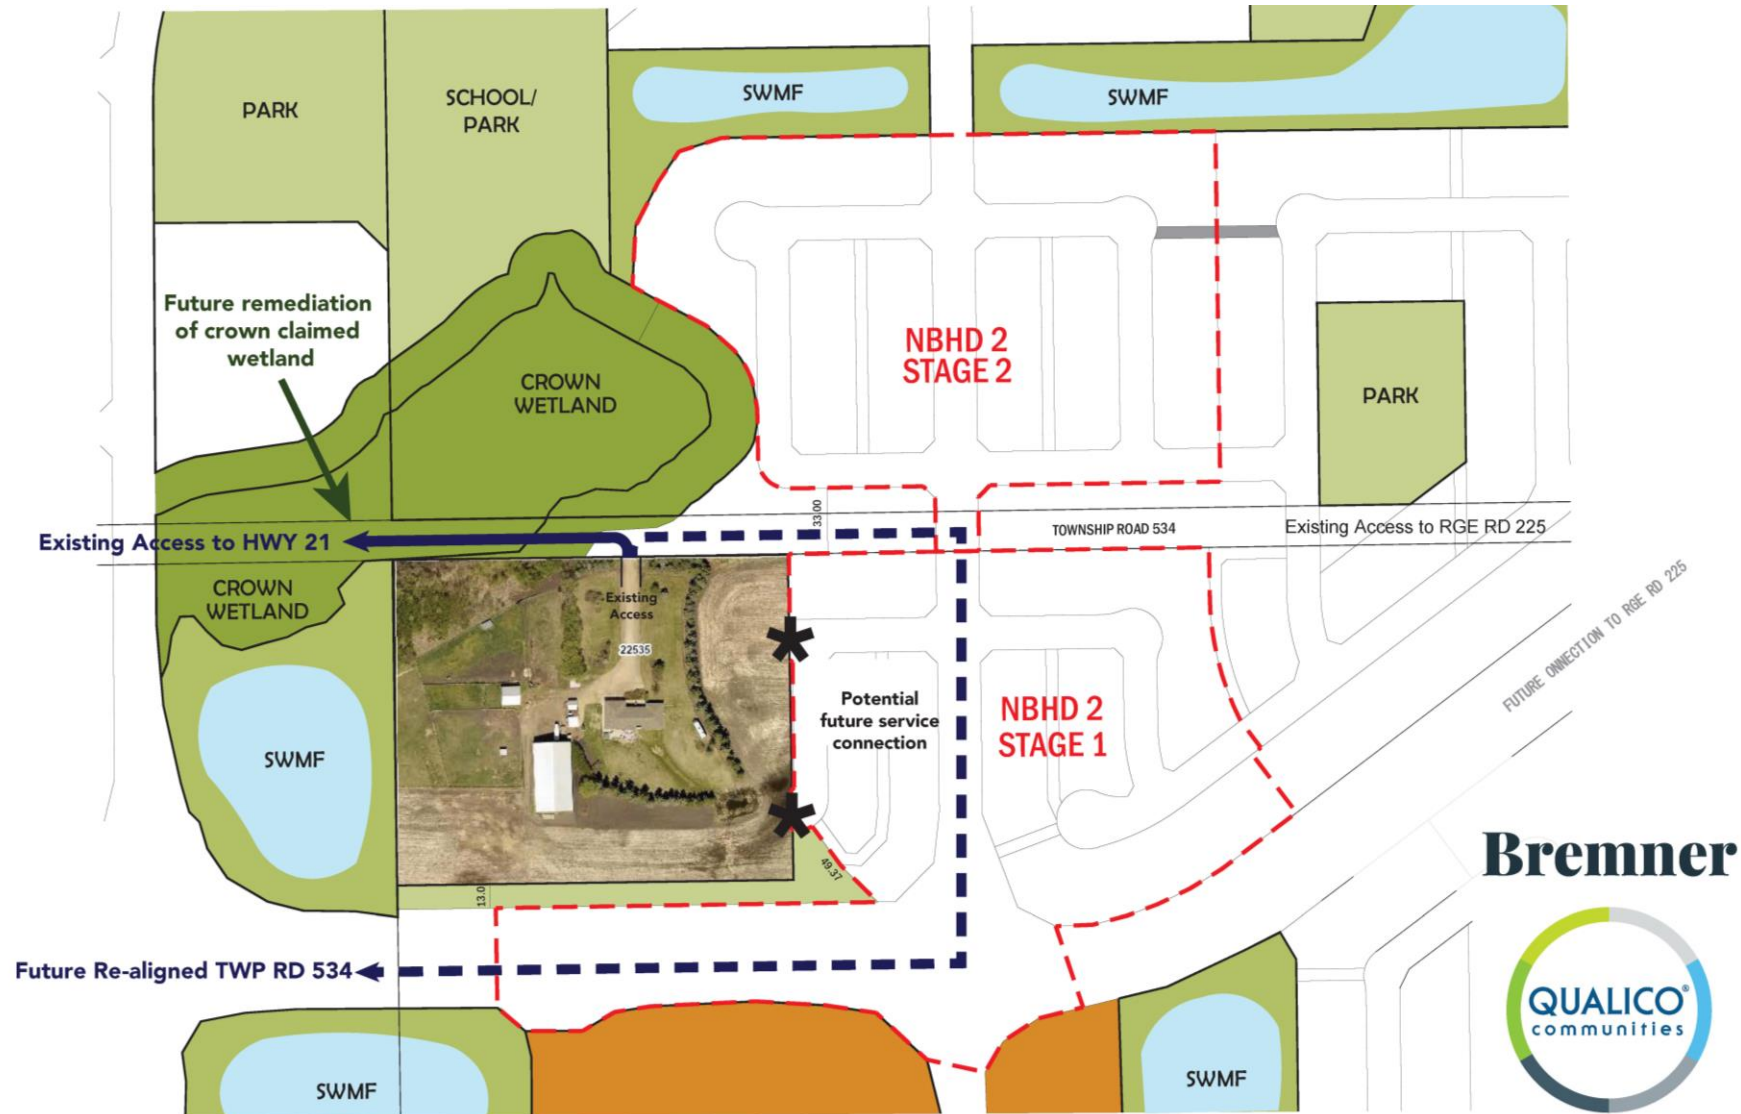 PARK
SCHOOL/
PARK
SWMF
SWMF
Future remediation
of crown claimed
wetland
CROWN
WETLAND
NBHD 2
STAGE 2
PARK
33.00
TOWNSHIP ROAD 534
Existing Access to RGE RD 225
Existing Access to HWY 21
CROWN
WETLAND
Existing
Access
22535
FUTURE ONNECTION TO RGE RD 225
Potential
future service
connection
NBHD 2
STAGE 1
SWMF
49.37
13.0
Bremner
Future Re-aligned TWP RD 534
QUALICO®
communities
SWMF
SWMF